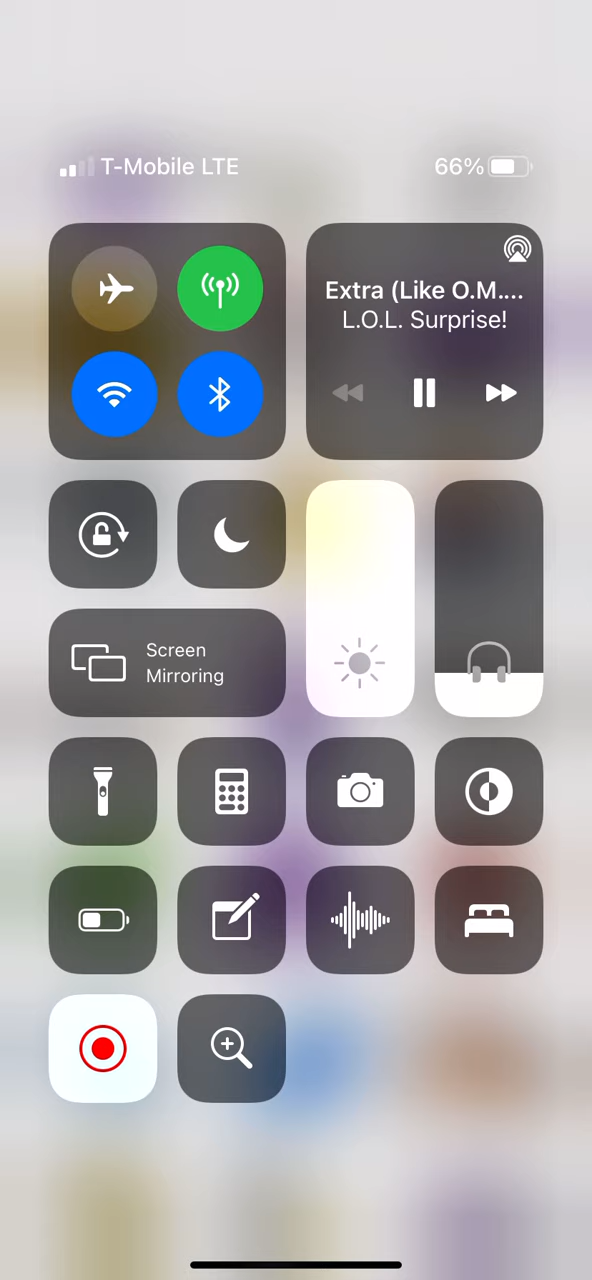 T-Mobile LTE 66%
Extra (Like O.M....
L.O.L. Surprise!
Screen
Mirroring